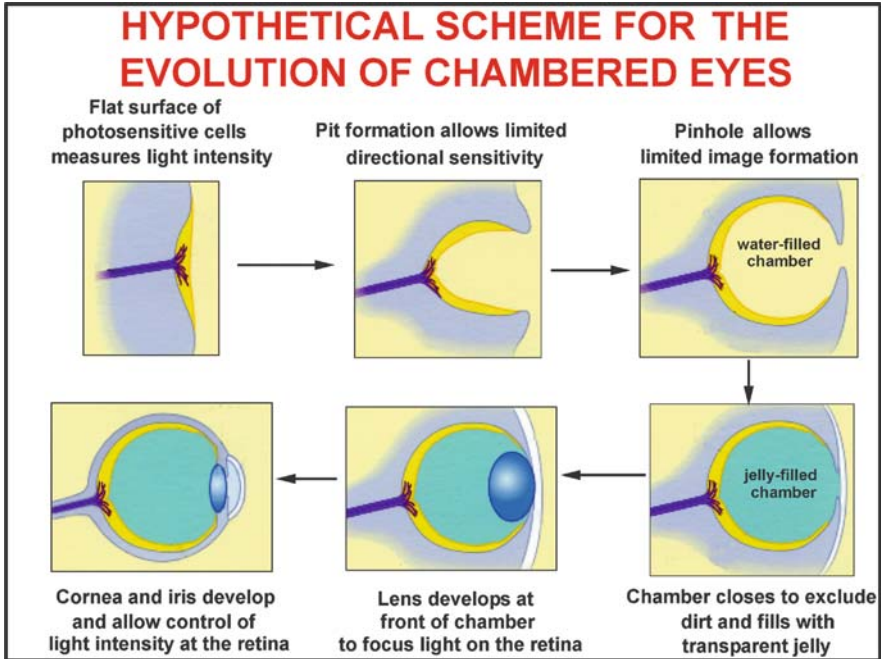 HYPOTHETICAL SCHEME FOR THE
EVOLUTION OF CHAMBERED EYES
Flat surface of
photosensitive cells
measures light intensity
Pit formation allows limited
directional sensitivity
Pinhole allows
limited image formation
water-filled
chamber
Cornea and iris develop
and allow control of
light intensity at the retina
Lens develops at
front of chamber
to focus light on the retina
jelly-filled
chamber
Chamber closes to exclude
dirt and fills with
transparent jelly